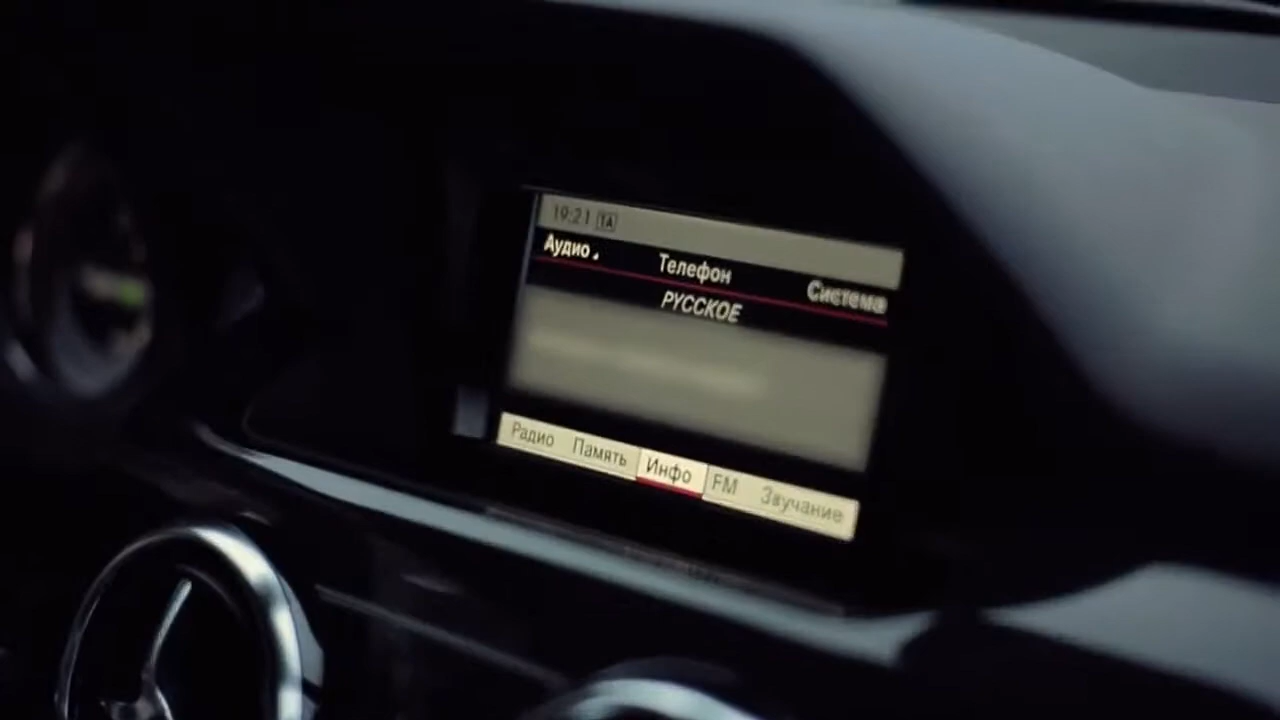 19:21 TA
Аудио Телефон Система
РУССКОЕ
Радио Память Инфо FM Звучание